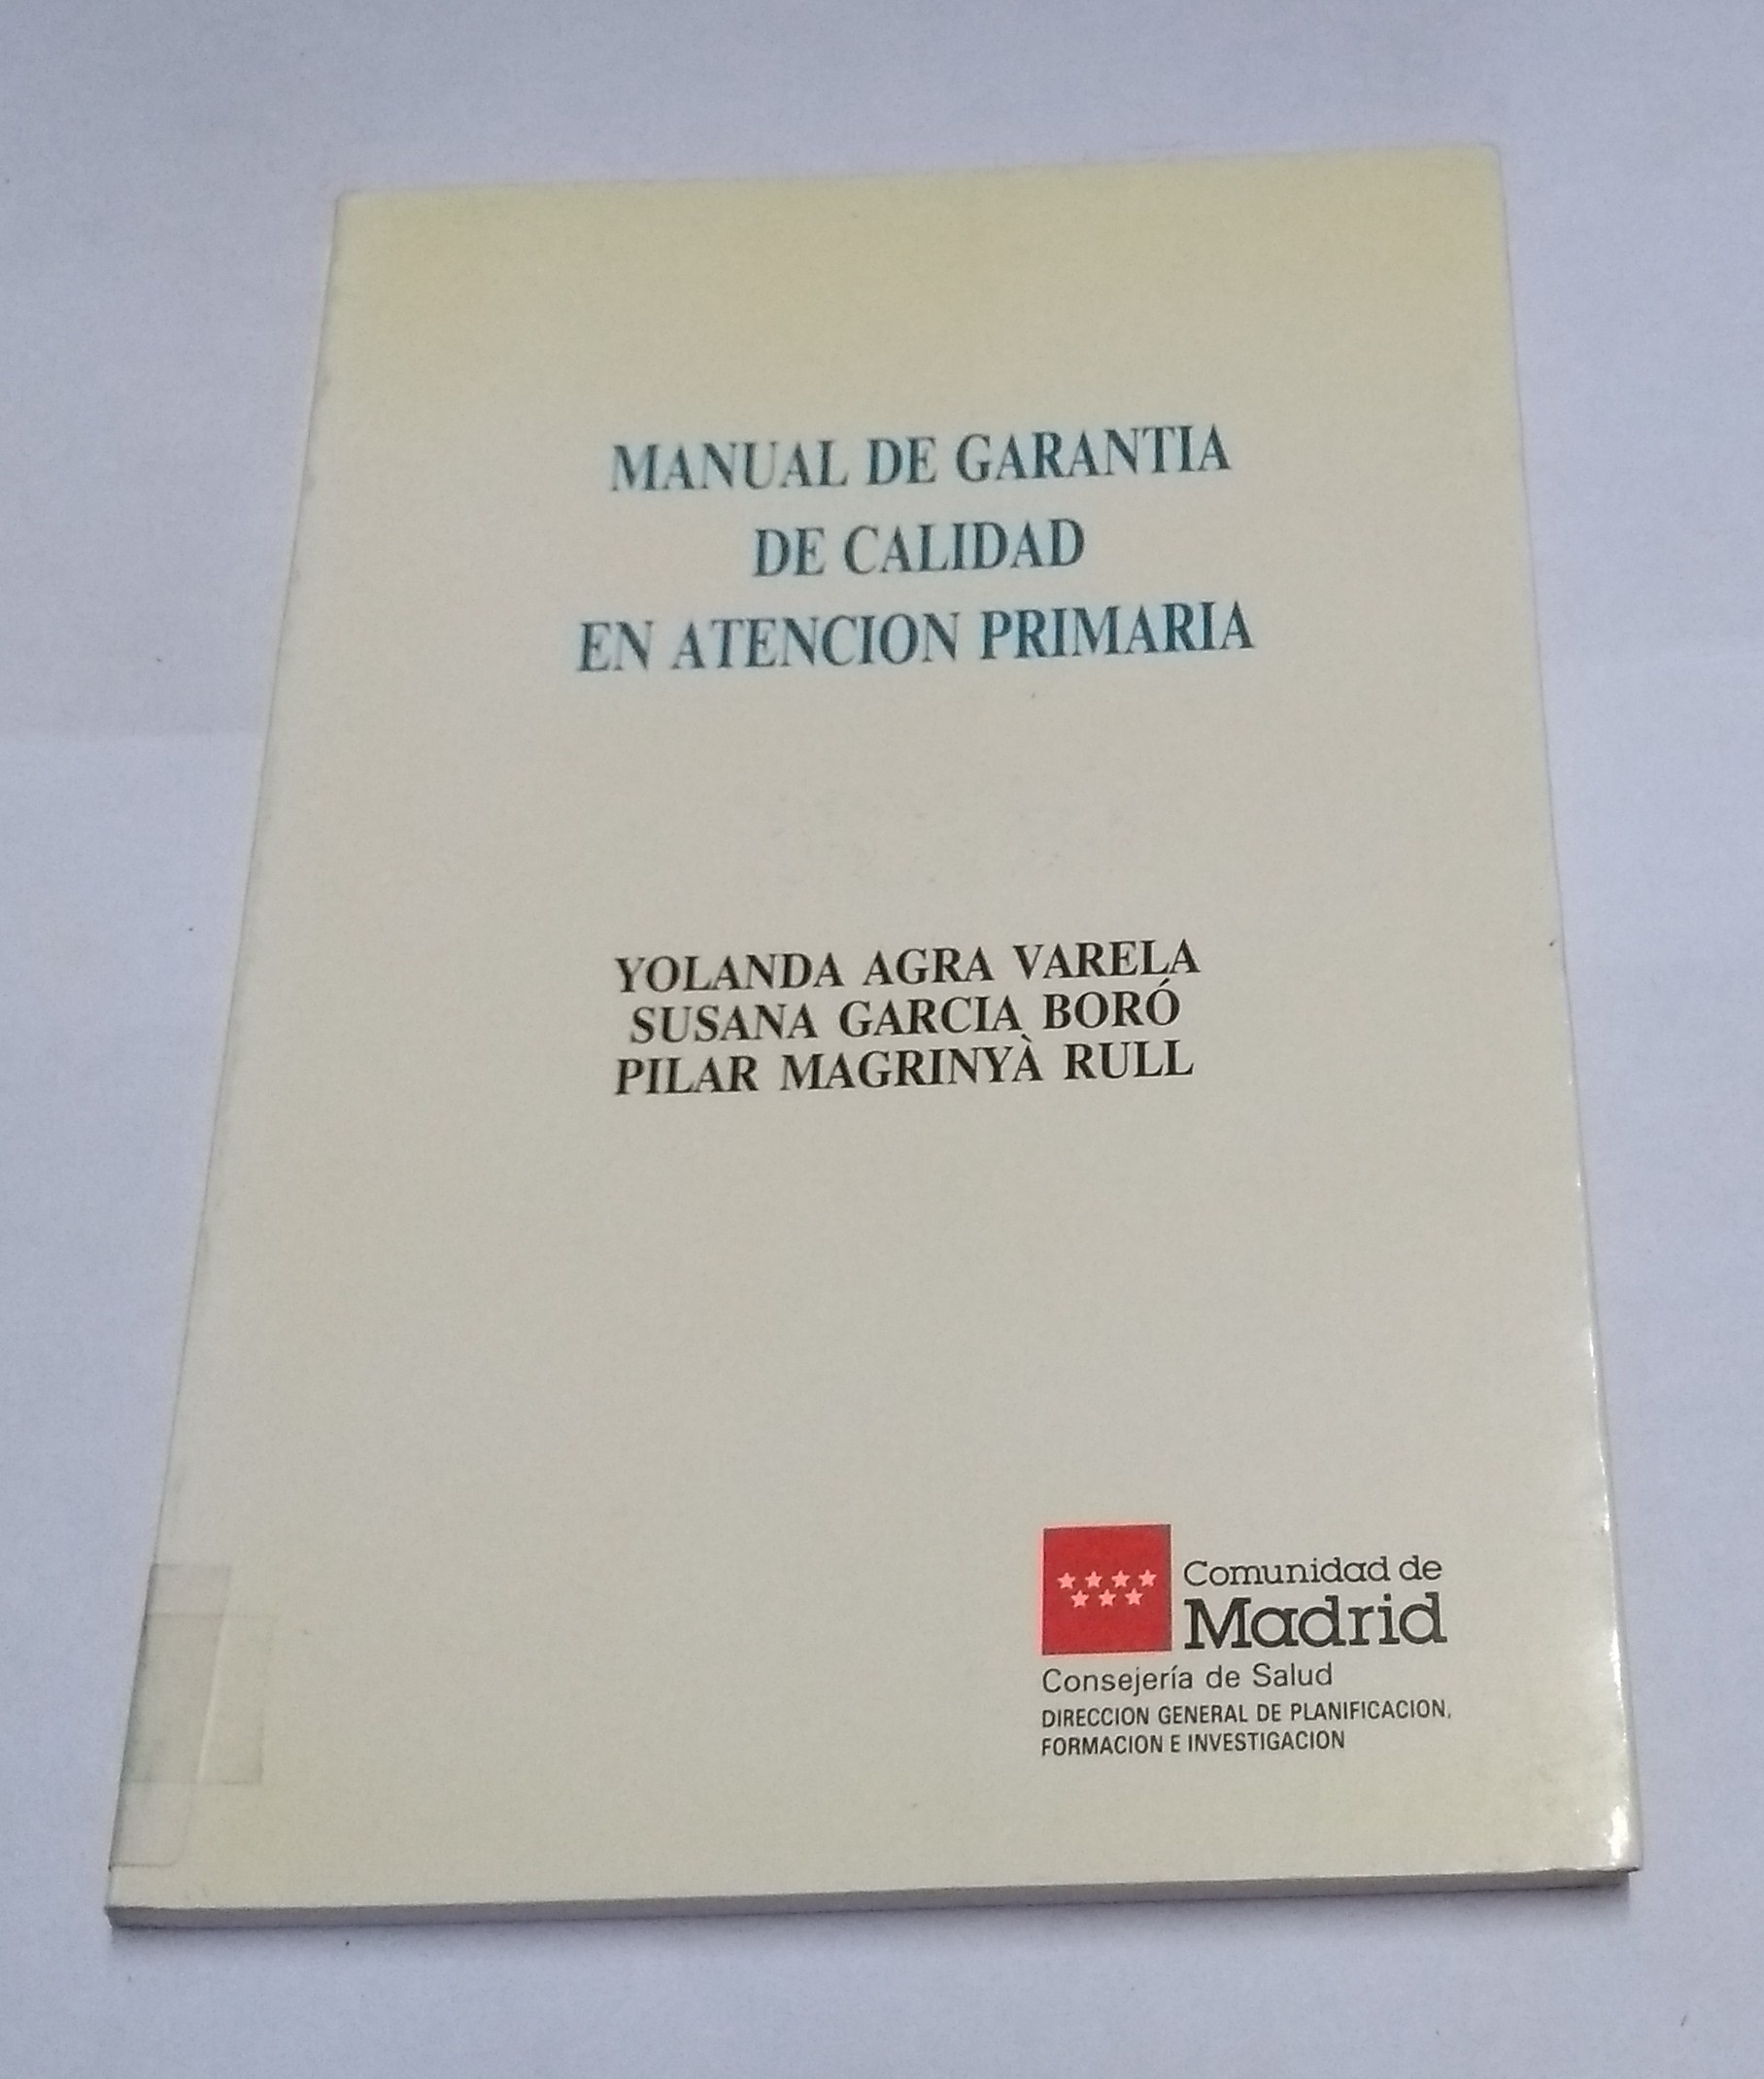 MANUAL DE GARANTIA
DE CALIDAD
EN ATENCION PRIMARIA
YOLANDA AGRA VARELA
SUSANA GARCIA BORÓ
PILAR MAGRINYÀ RULL
Comunidad de
Madrid
Consejería de Salud
DIRECCION GENERAL DE PLANIFICACION,
FORMACION E INVESTIGACION